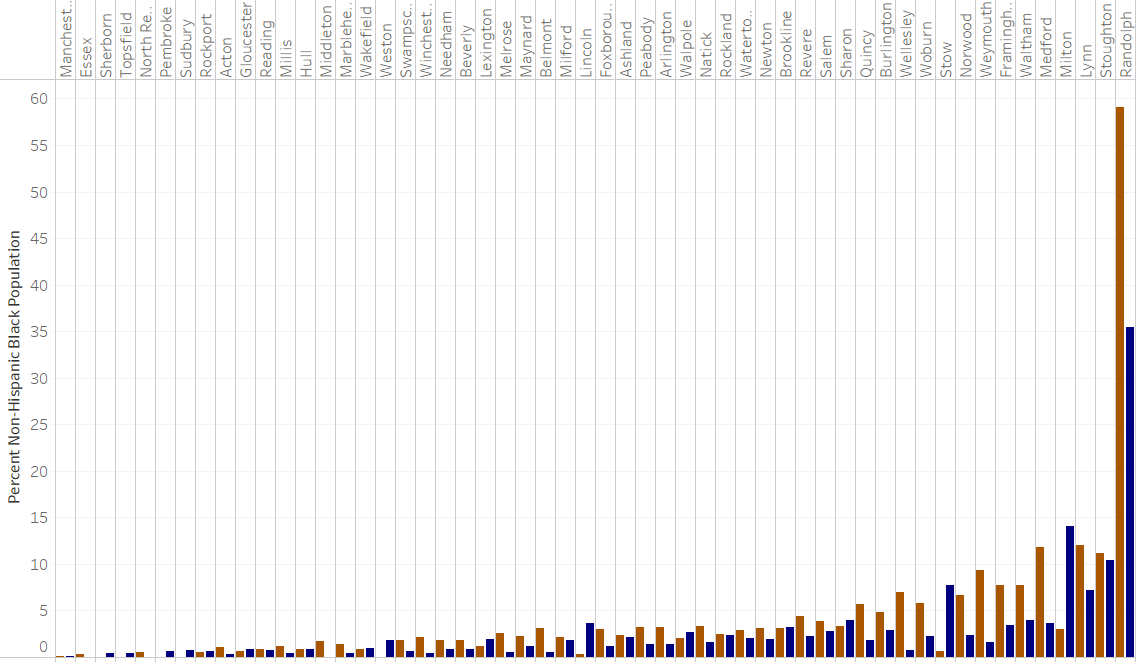 Manchest..
Essex
Sherborn
Topsfield
North Re..
Pembroke
Sudbury
Rockport
Acton
Gloucester
Reading
Millis
Hull
Middleton
Marblehe..
Wakefield
Weston
Swampsc..
Winchest..
Needham
Beverly
Lexington
Melrose
Maynard
Belmont
Milford
Lincoln
Foxborou..
Ashland
Peabody
Arlington
Walpole
Natick
Rockland
Waterto..
Newton
Brookline
Revere
Salem
Sharon
Quincy
Burlington
Wellesley
Woburn
Stow
Norwood
Weymouth
Framingh..
Waltham
Medford
Milton
Lynn
Stoughton
Randolph
Percent Non-Hispanic Black Population
60
55
50
45
40
35
30
25
20
15
10
5
0